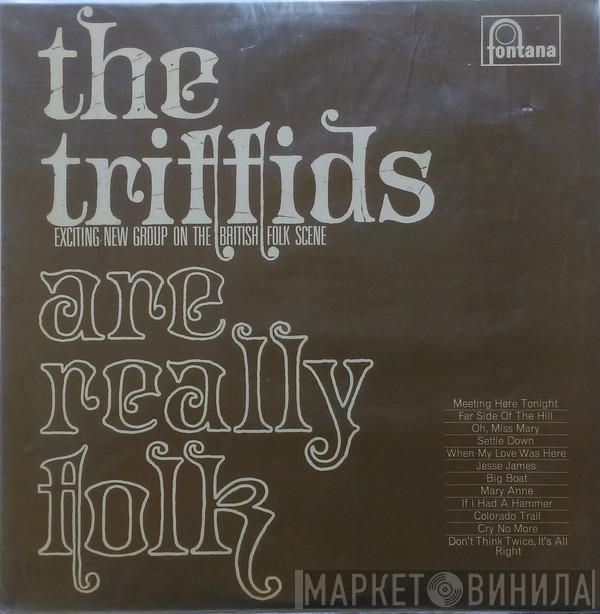 the
fontana
triffids
EXCITING NEW GROUP ON THE BRITISH FOLK SCENE
are
really
folk
Meeting Here Tonight
Far Side Of The Hill
Oh, Miss Mary
Settle Down
When My Love Was Here
Jesse James
Big Boat
Mary Anne
If I Had A Hammer
Colorado Trail
Cry No More
Don't Think Twice, It's All
Right
МАРКЕТ ВИНИЛА